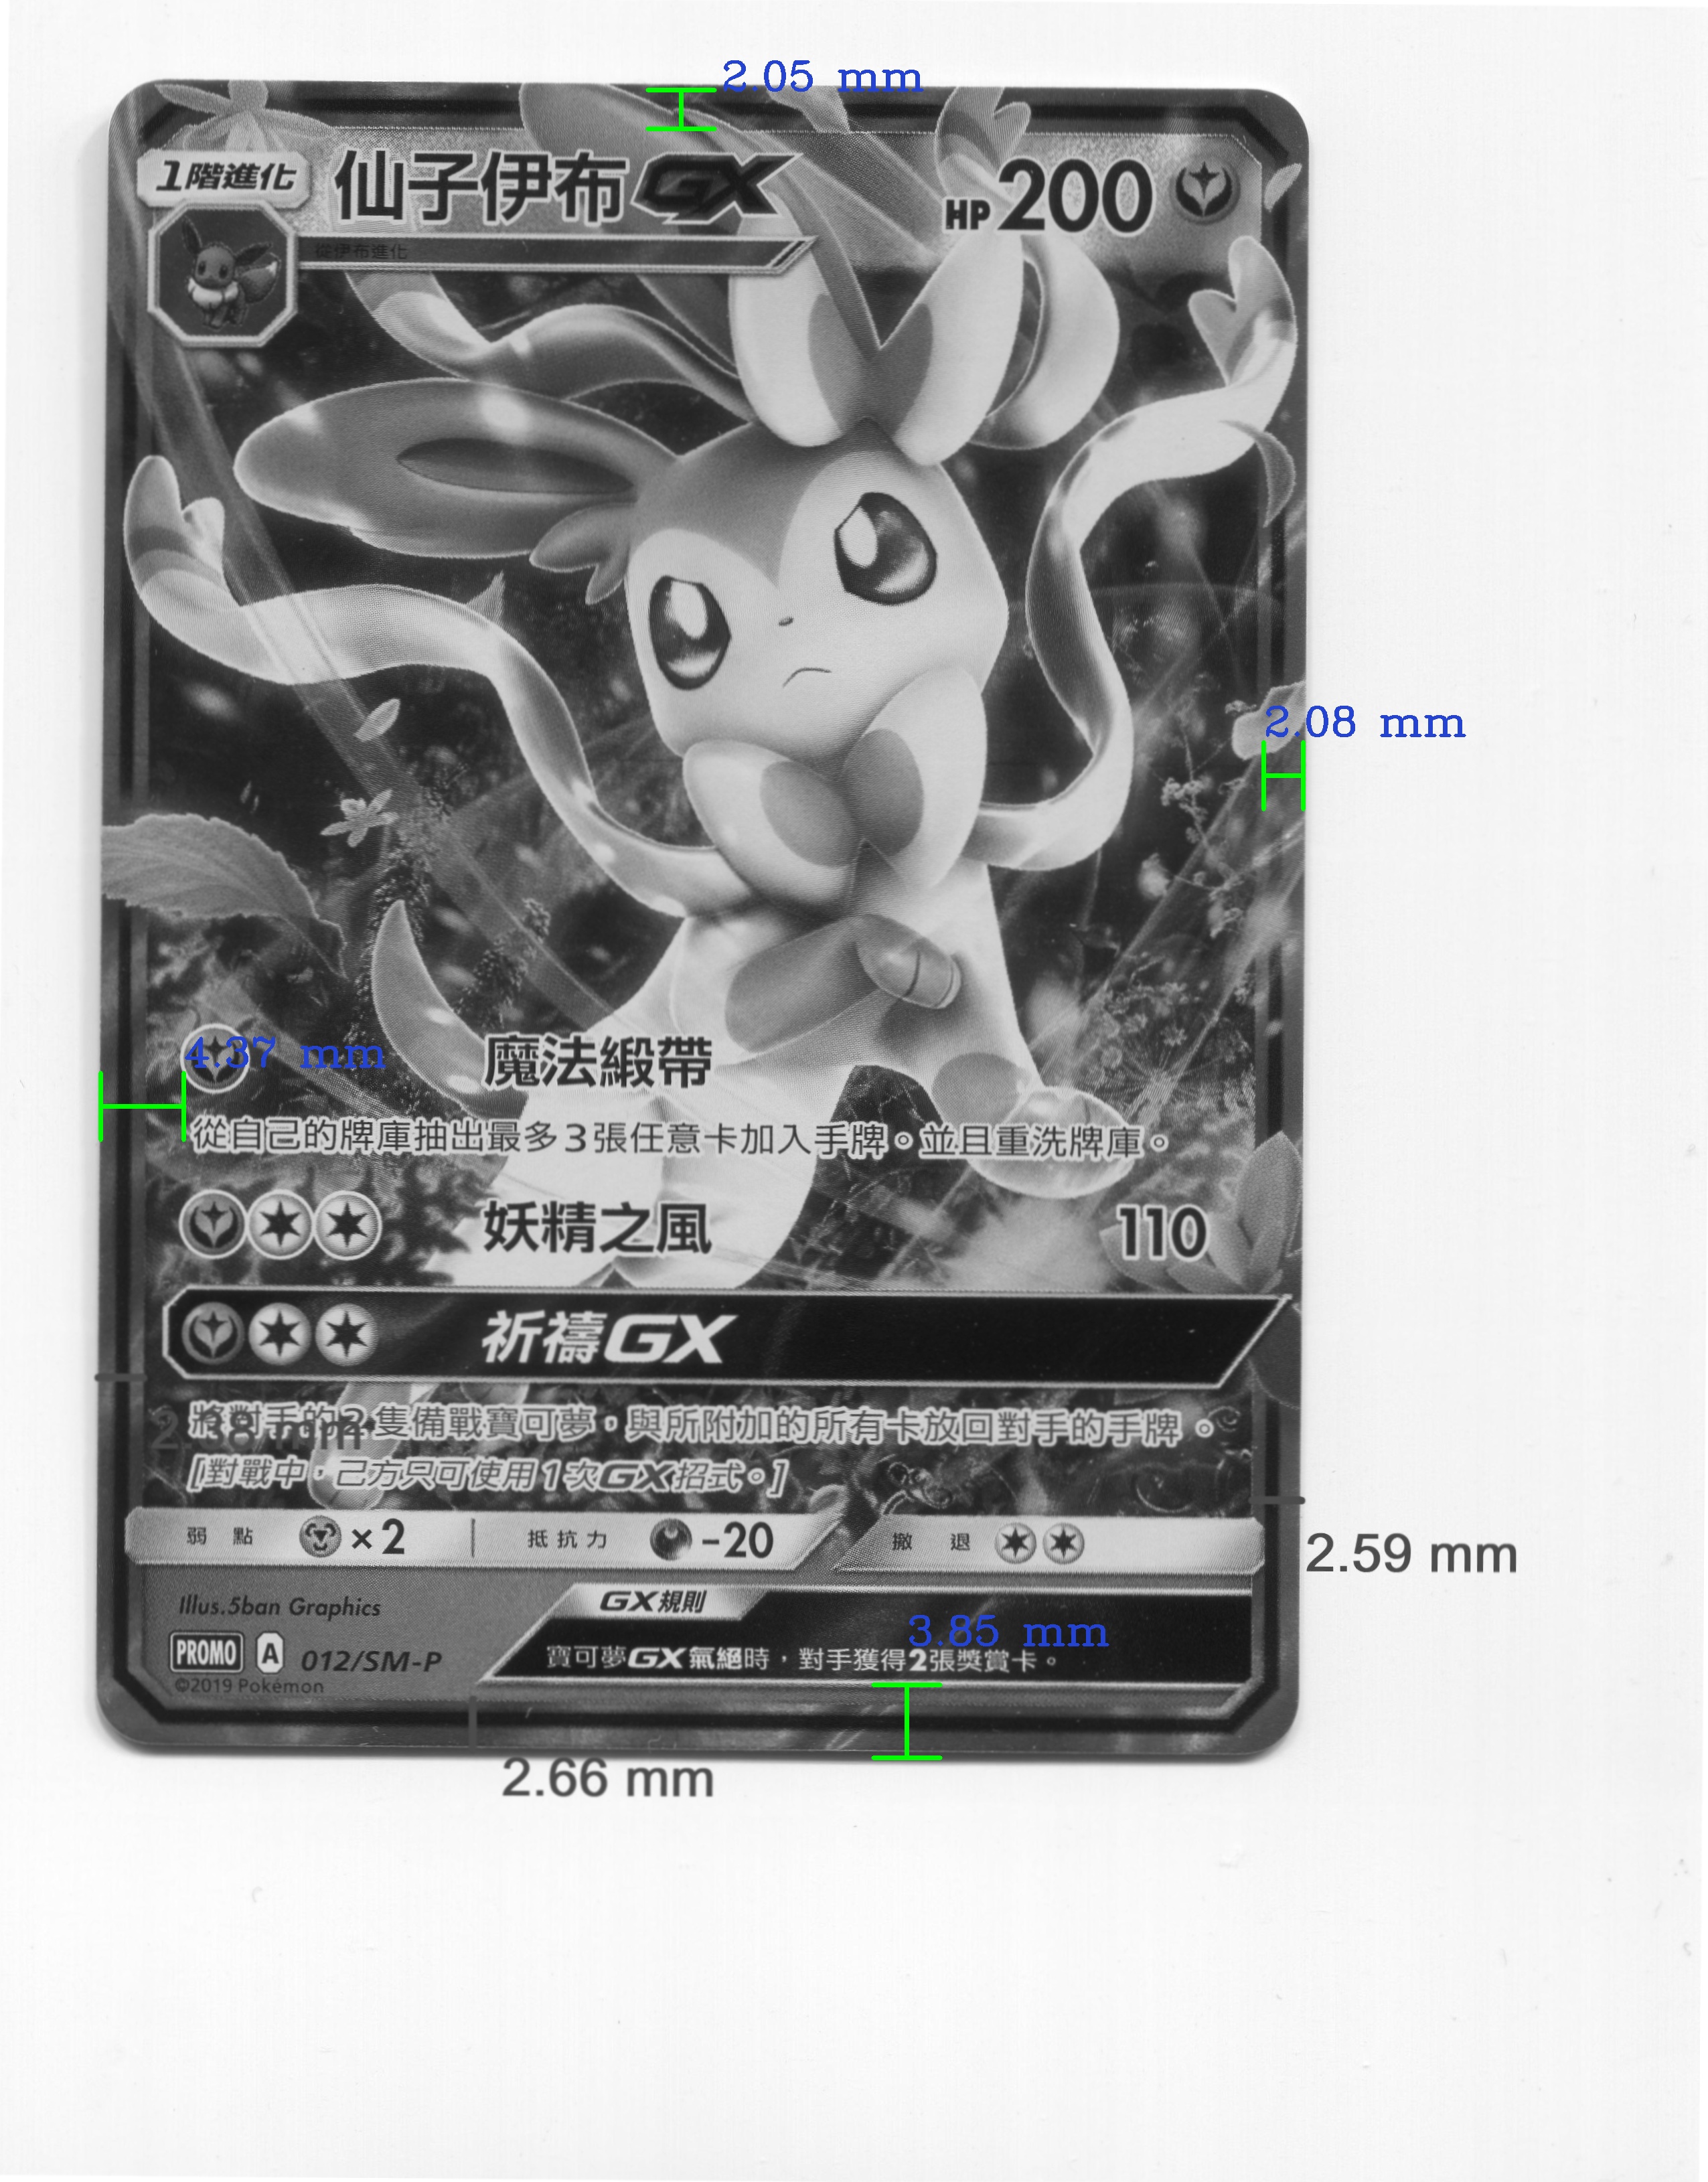 2.05 mm
1階進化 仙子伊布GX HP200
從伊布進化
2.08 mm
4.37 mm 魔法緞帶
從自己的牌庫抽出最多3張任意卡加入手牌。並且重洗牌庫。
妖精之風 110
祈禱GX
將對手的2隻備戰寶可夢,與所附加的所有卡放回對手的手牌。
2.38 mm
[對戰中,己方只可使用1次GX招式。]
弱點 ×2 抵抗力 -20 撤退
2.59 mm
Illus.5ban Graphics
GX規則
3.85 mm
PROMO A 012/SM-P
寶可夢GX氣絕時,對手獲得2張獎賞卡。
©2019 Pokémon
2.66 mm